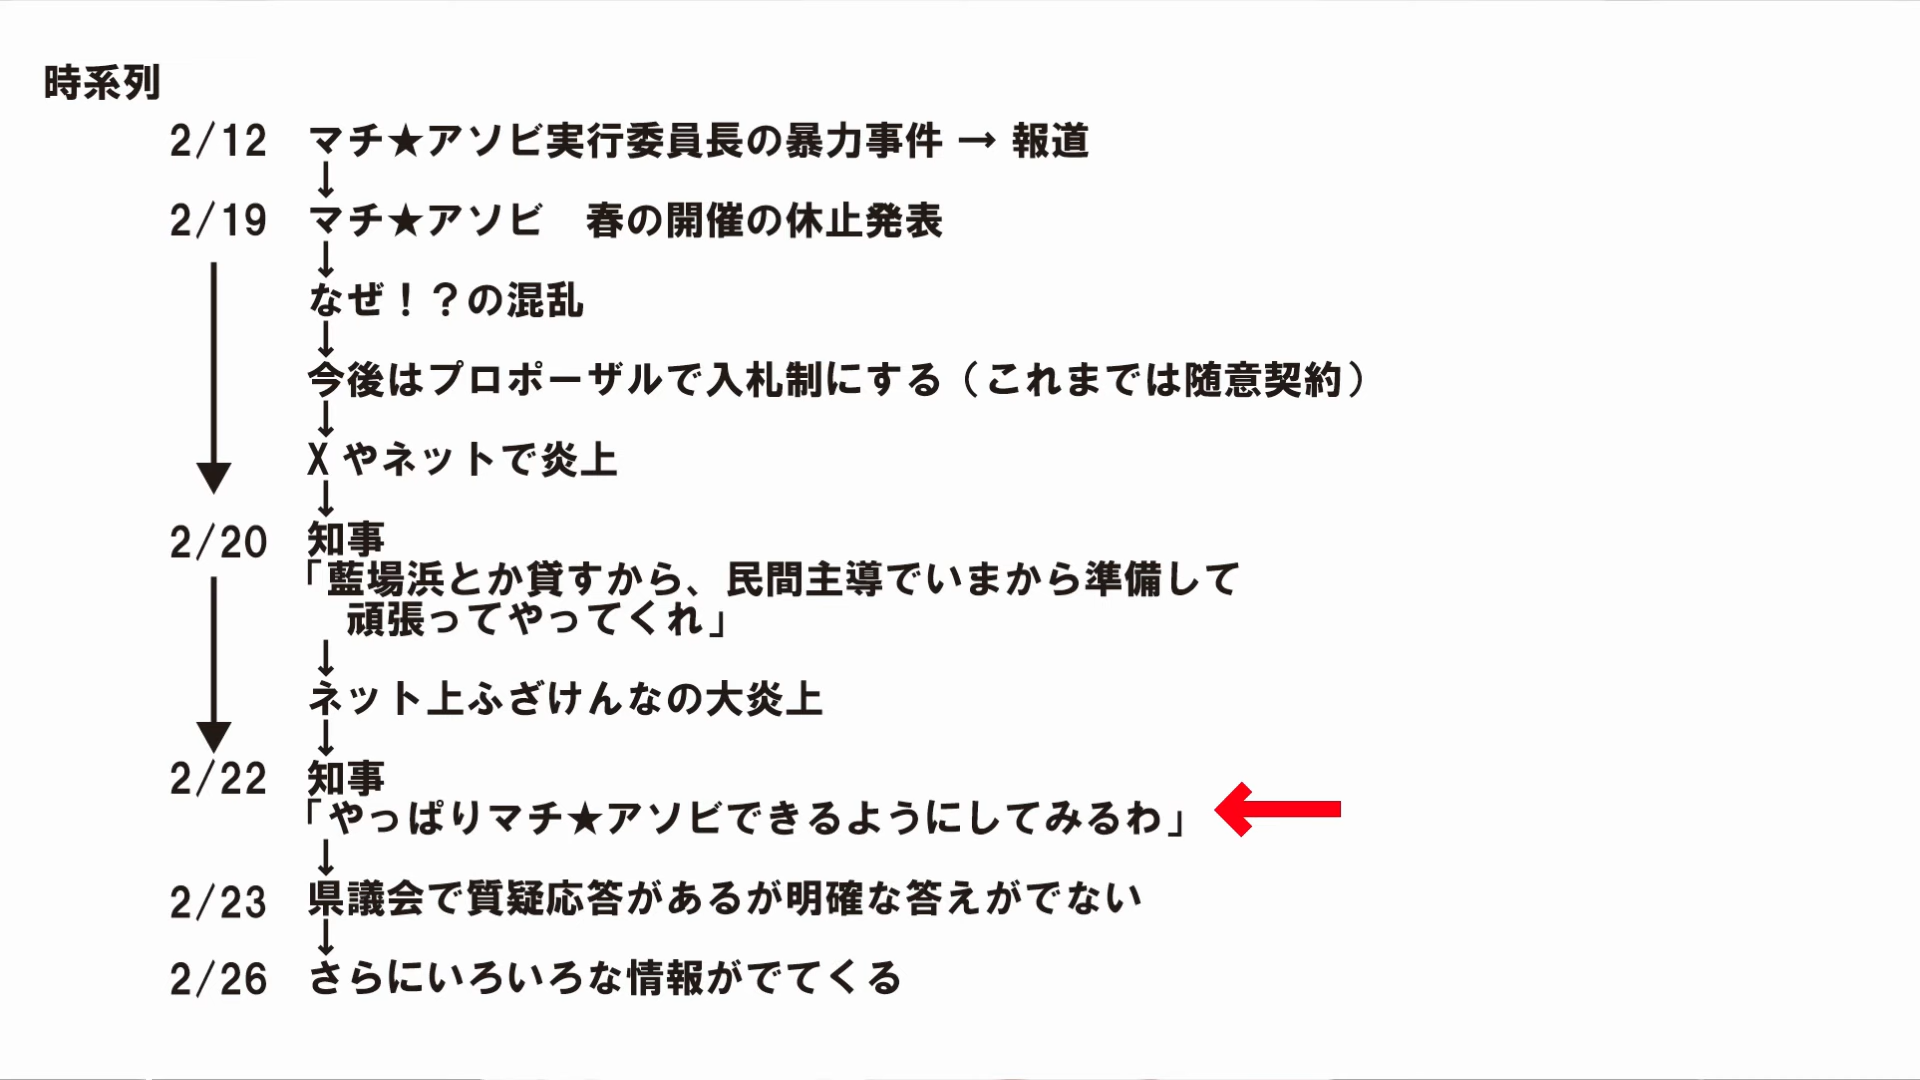 時系列
2/12 マチ★アソビ実行委員長の暴力事件 → 報道
↓
2/19 マチ★アソビ　春の開催の休止発表
↓
なぜ！？の混乱
↓
今後はプロポーザルで入札制にする（これまでは随意契約）
↓
X やネットで炎上
↓
2/20 知事
「藍場浜とか貸すから、民間主導でいまから準備して
頑張ってやってくれ」
↓
ネット上ふざけんなの大炎上
↓
2/22 知事
「やっぱりマチ★アソビできるようにしてみるわ」
↓
2/23 県議会で質疑応答があるが明確な答えがでない
↓
2/26 さらにいろいろな情報がでてくる